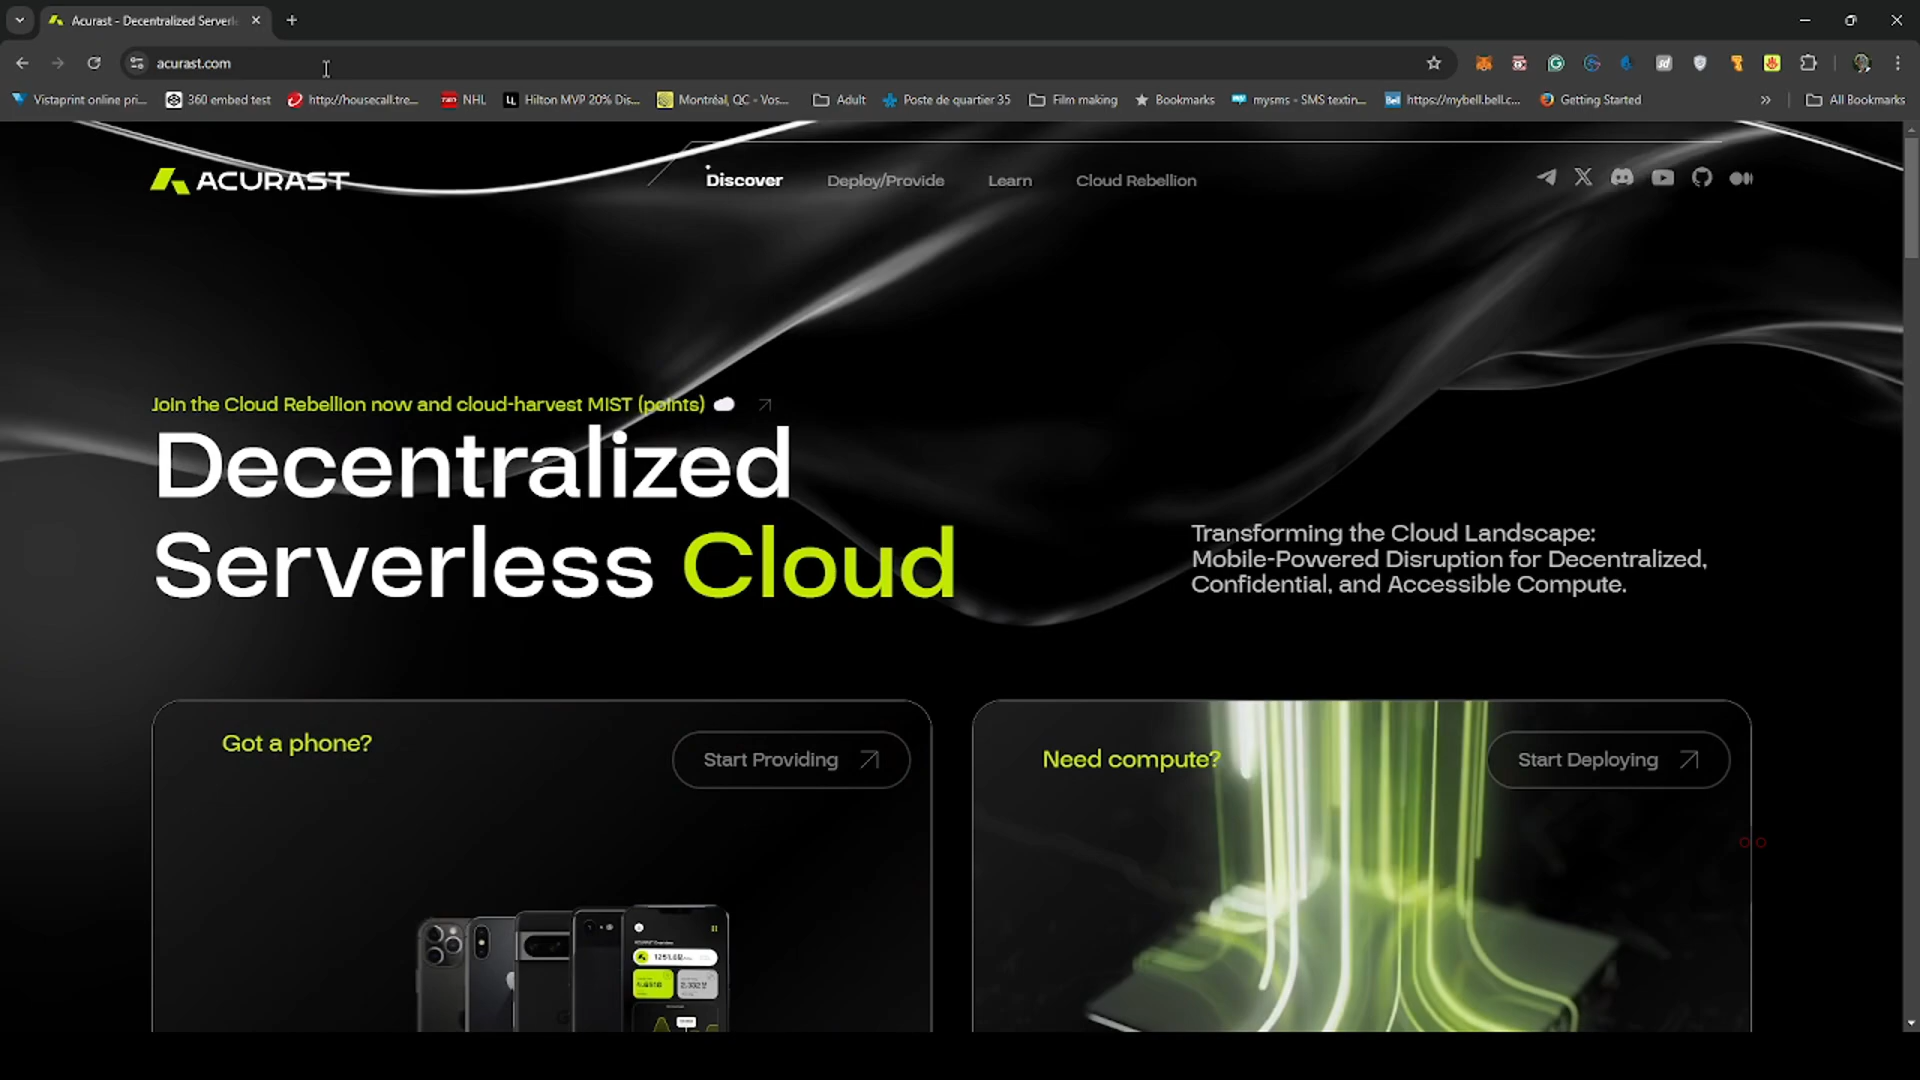 Acurast - Decentralized Serverl
acurast.com
Vistaprint online pri...
360 embed test
http://housecall.tre...
NHL
Hilton MVP 20% Dis...
Montréal, QC - Vos...
Adult
Poste de quartier 35
Film making
Bookmarks
mysms - SMS textin...
https://mybell.bell.c...
Getting Started
All Bookmarks
ACURAST
Discover
Deploy/Provide
Learn
Cloud Rebellion
Join the Cloud Rebellion now and cloud-harvest MIST (points)
Decentralized
Serverless Cloud
Transforming the Cloud Landscape:
Mobile-Powered Disruption for Decentralized,
Confidential, and Accessible Compute.
Got a phone?
Start Providing
Need compute?
Start Deploying